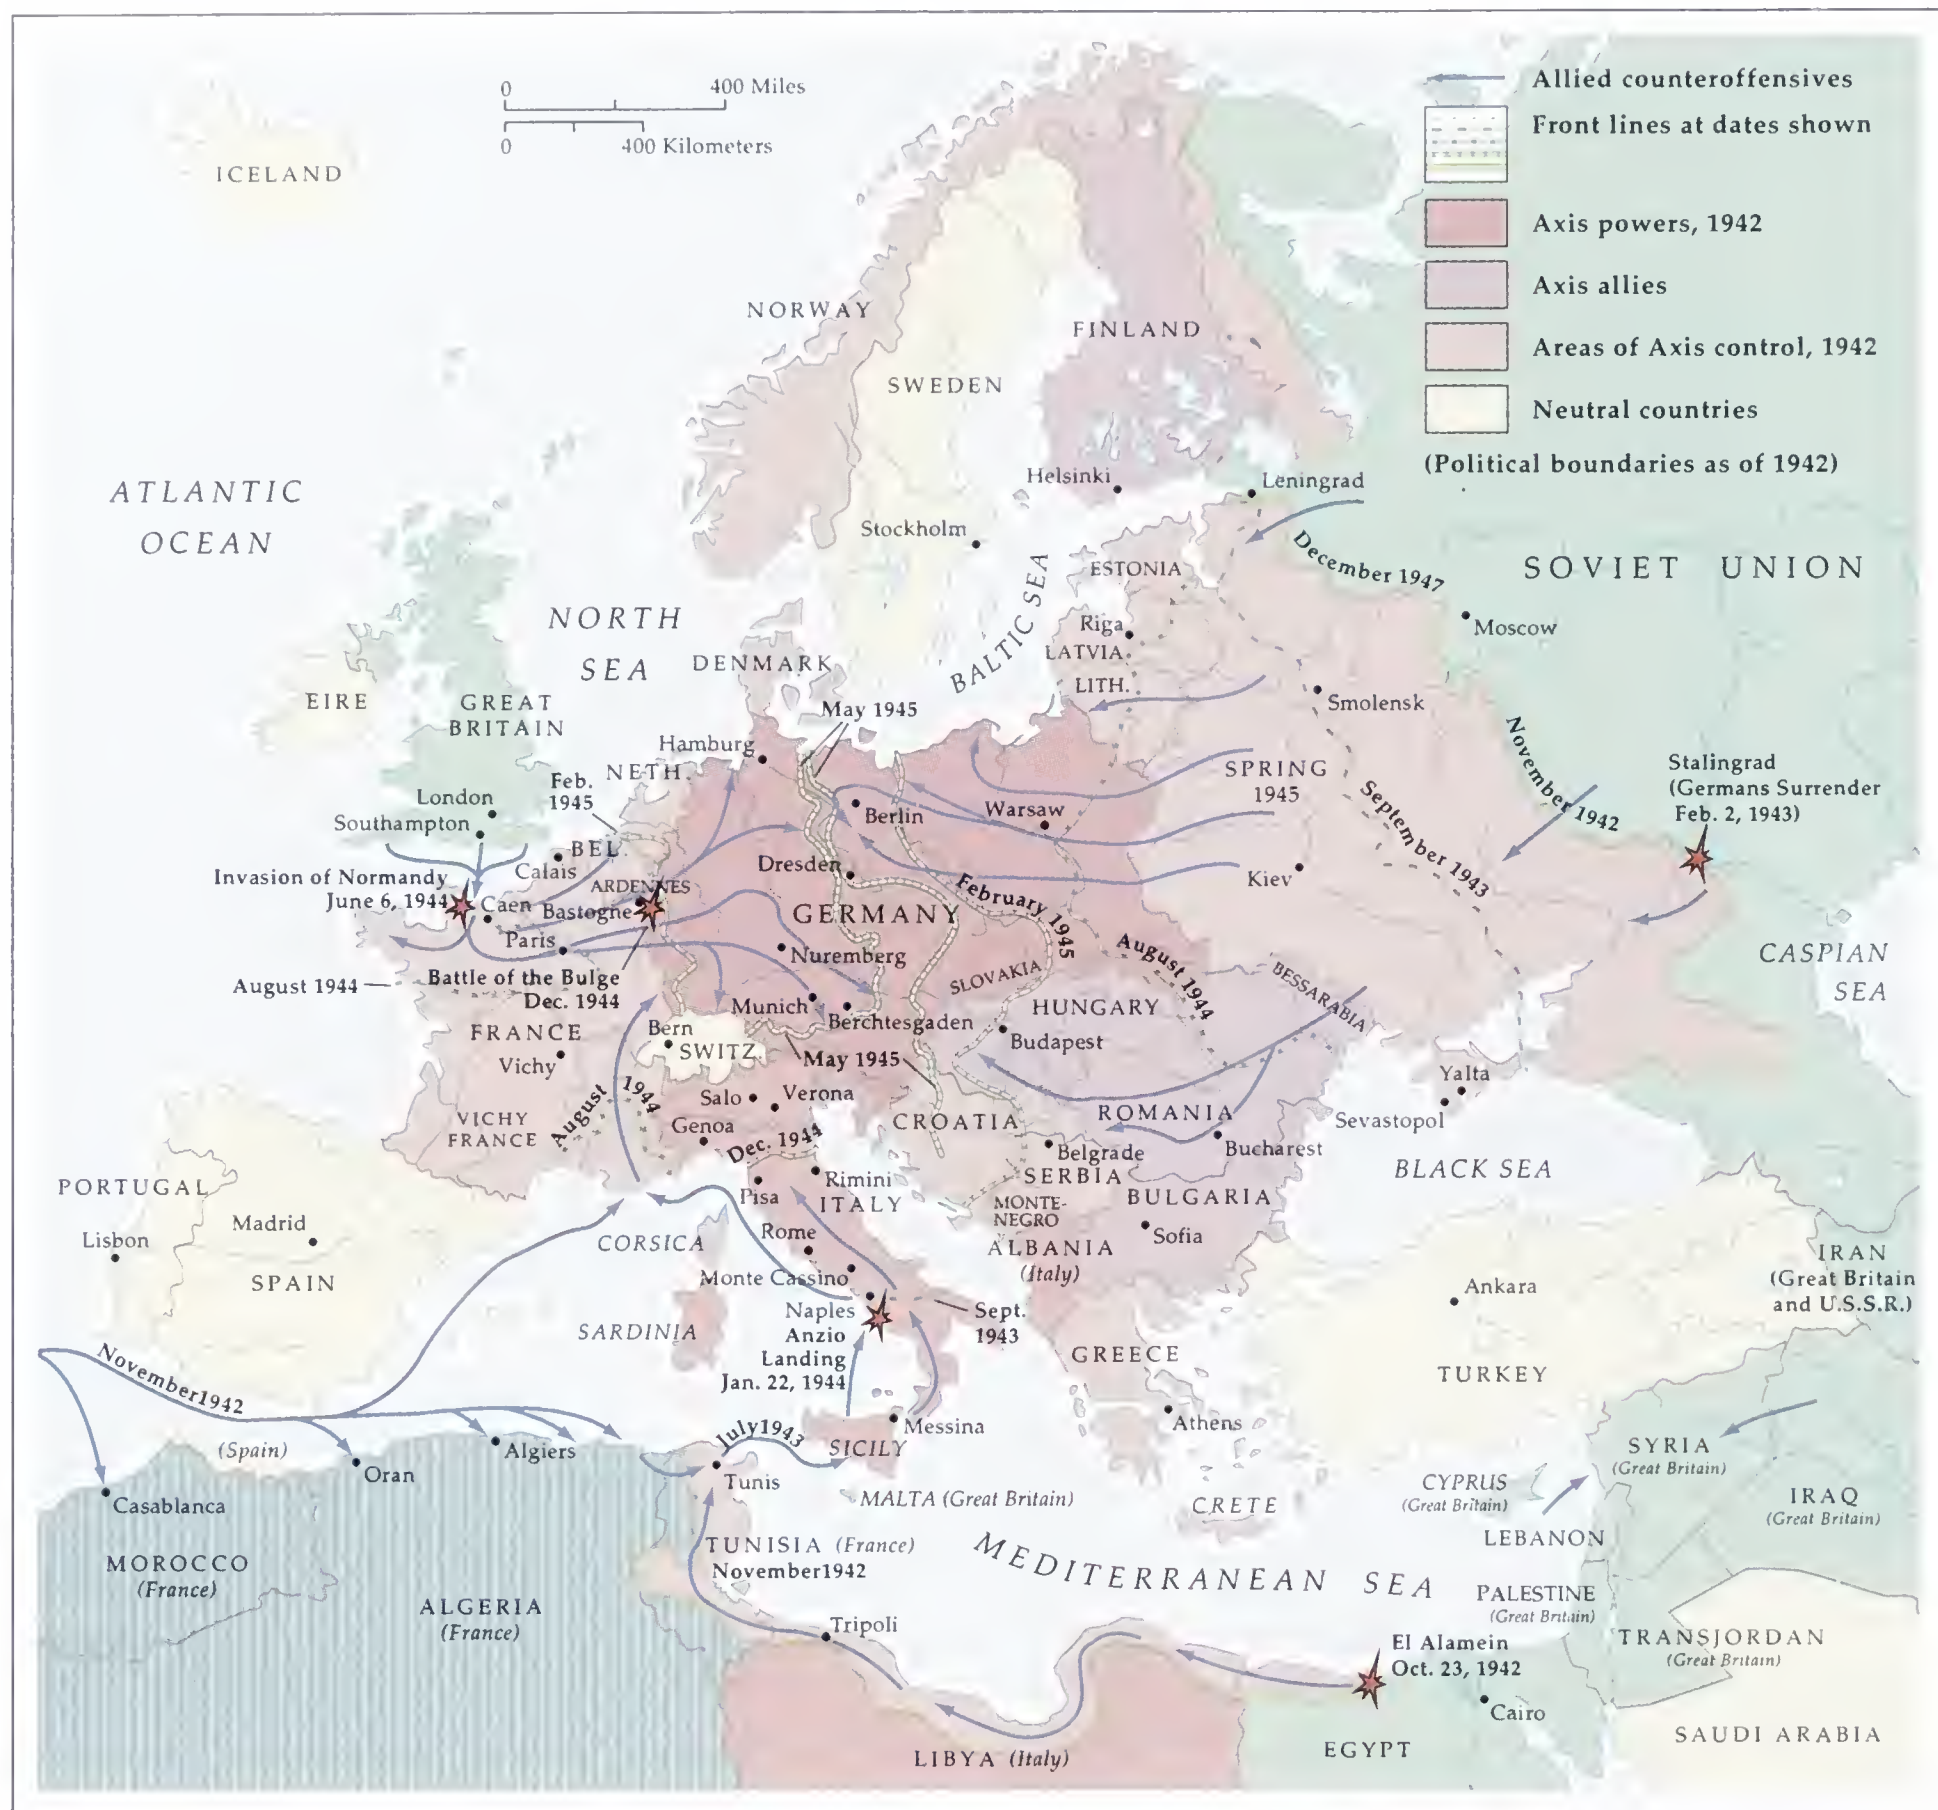 0 400 Miles
0 400 Kilometers
Allied counteroffensives
Front lines at dates shown
Axis powers, 1942
Axis allies
Areas of Axis control, 1942
Neutral countries
(Political boundaries as of 1942)
ICELAND
NORWAY
FINLAND
SWEDEN
Helsinki
Leningrad
ATLANTIC
OCEAN
Stockholm
December 1947
ESTONIA
SOVIET UNION
BALTIC SEA
NORTH
SEA
Riga
Moscow
LATVIA
DENMARK
LITH.
EIRE
GREAT
BRITAIN
May 1945
Smolensk
Hamburg
NETH.
Feb.
1945
SPRING
1945
November 1942
Stalingrad
(Germans Surrender
Feb. 2, 1943)
London
Southampton
Berlin
Warsaw
September 1943
BEL.
Calais
Dresden
Kiev
Invasion of Normandy
June 6, 1944
ARDENNES
Caen
Bastogne
GERMANY
February 1945
Paris
Nuremberg
August 1944
CASPIAN
SEA
August 1944
Battle of the Bulge
Dec. 1944
SLOVAKIA
BESSARABIA
Munich
Berchtesgaden
HUNGARY
FRANCE
Bern
SWITZ.
Budapest
Vichy
May 1945
Yalta
August 1944
Salo
Verona
VICHY
FRANCE
Genoa
CROATIA
ROMANIA
Sevastopol
Dec. 1944
Belgrade
Bucharest
Rimini
SERBIA
BLACK SEA
PORTUGAL
Pisa
ITALY
MONTE-
NEGRO
BULGARIA
Madrid
Lisbon
Rome
CORSICA
Sofia
ALBANIA
(Italy)
SPAIN
Monte Cassino
Ankara
IRAN
(Great Britain
and U.S.S.R.)
Naples
Anzio
Landing
Jan. 22, 1944
Sept.
1943
SARDINIA
GREECE
TURKEY
November 1942
Messina
Athens
July 1943
SICILY
(Spain)
Algiers
Oran
Tunis
SYRIA
(Great Britain)
Casablanca
MALTA (Great Britain)
CRETE
CYPRUS
(Great Britain)
IRAQ
(Great Britain)
LEBANON
TUNISIA (France)
November 1942
MEDITERRANEAN SEA
MOROCCO
(France)
PALESTINE
(Great Britain)
ALGERIA
(France)
Tripoli
TRANSJORDAN
(Great Britain)
El Alamein
Oct. 23, 1942
Cairo
SAUDI ARABIA
LIBYA (Italy)
EGYPT